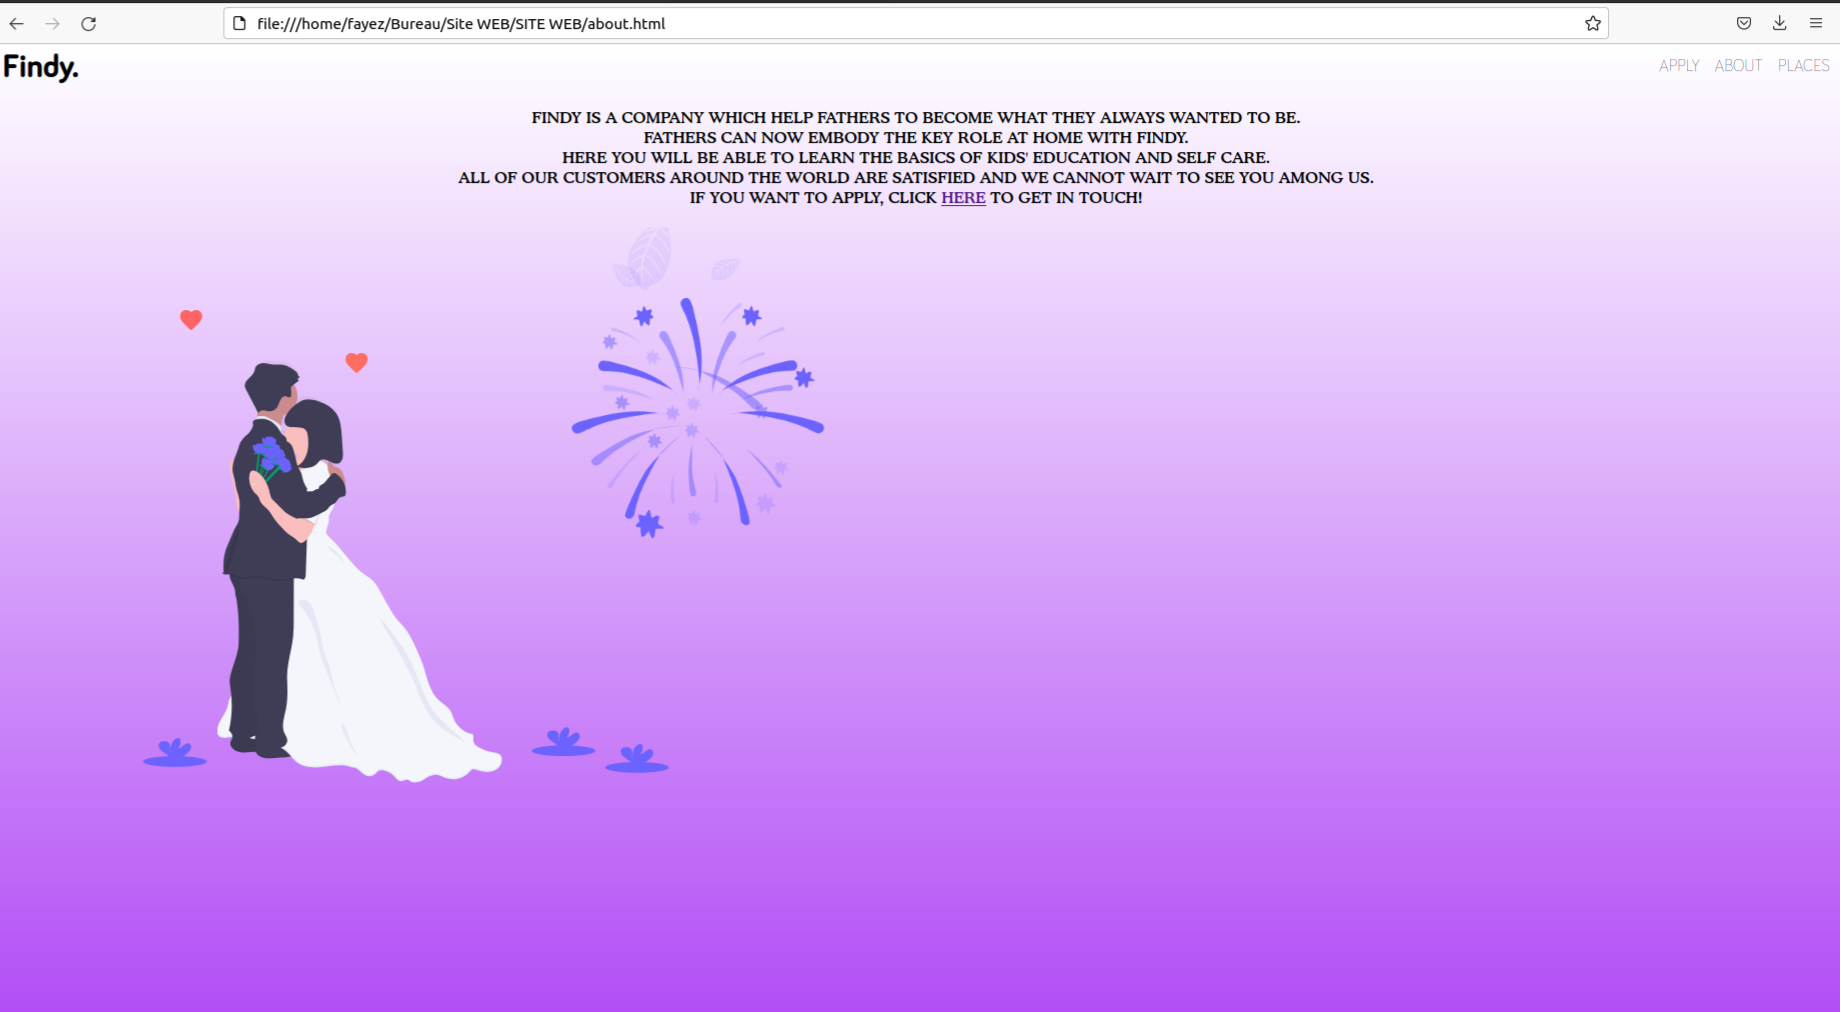 file:///home/fayez/Bureau/Site WEB/SITE WEB/about.html
Findy.
APPLY ABOUT PLACES
FINDY IS A COMPANY WHICH HELP FATHERS TO BECOME WHAT THEY ALWAYS WANTED TO BE.
FATHERS CAN NOW EMBODY THE KEY ROLE AT HOME WITH FINDY.
HERE YOU WILL BE ABLE TO LEARN THE BASICS OF KIDS' EDUCATION AND SELF CARE.
ALL OF OUR CUSTOMERS AROUND THE WORLD ARE SATISFIED AND WE CANNOT WAIT TO SEE YOU AMONG US.
IF YOU WANT TO APPLY, CLICK HERE TO GET IN TOUCH!